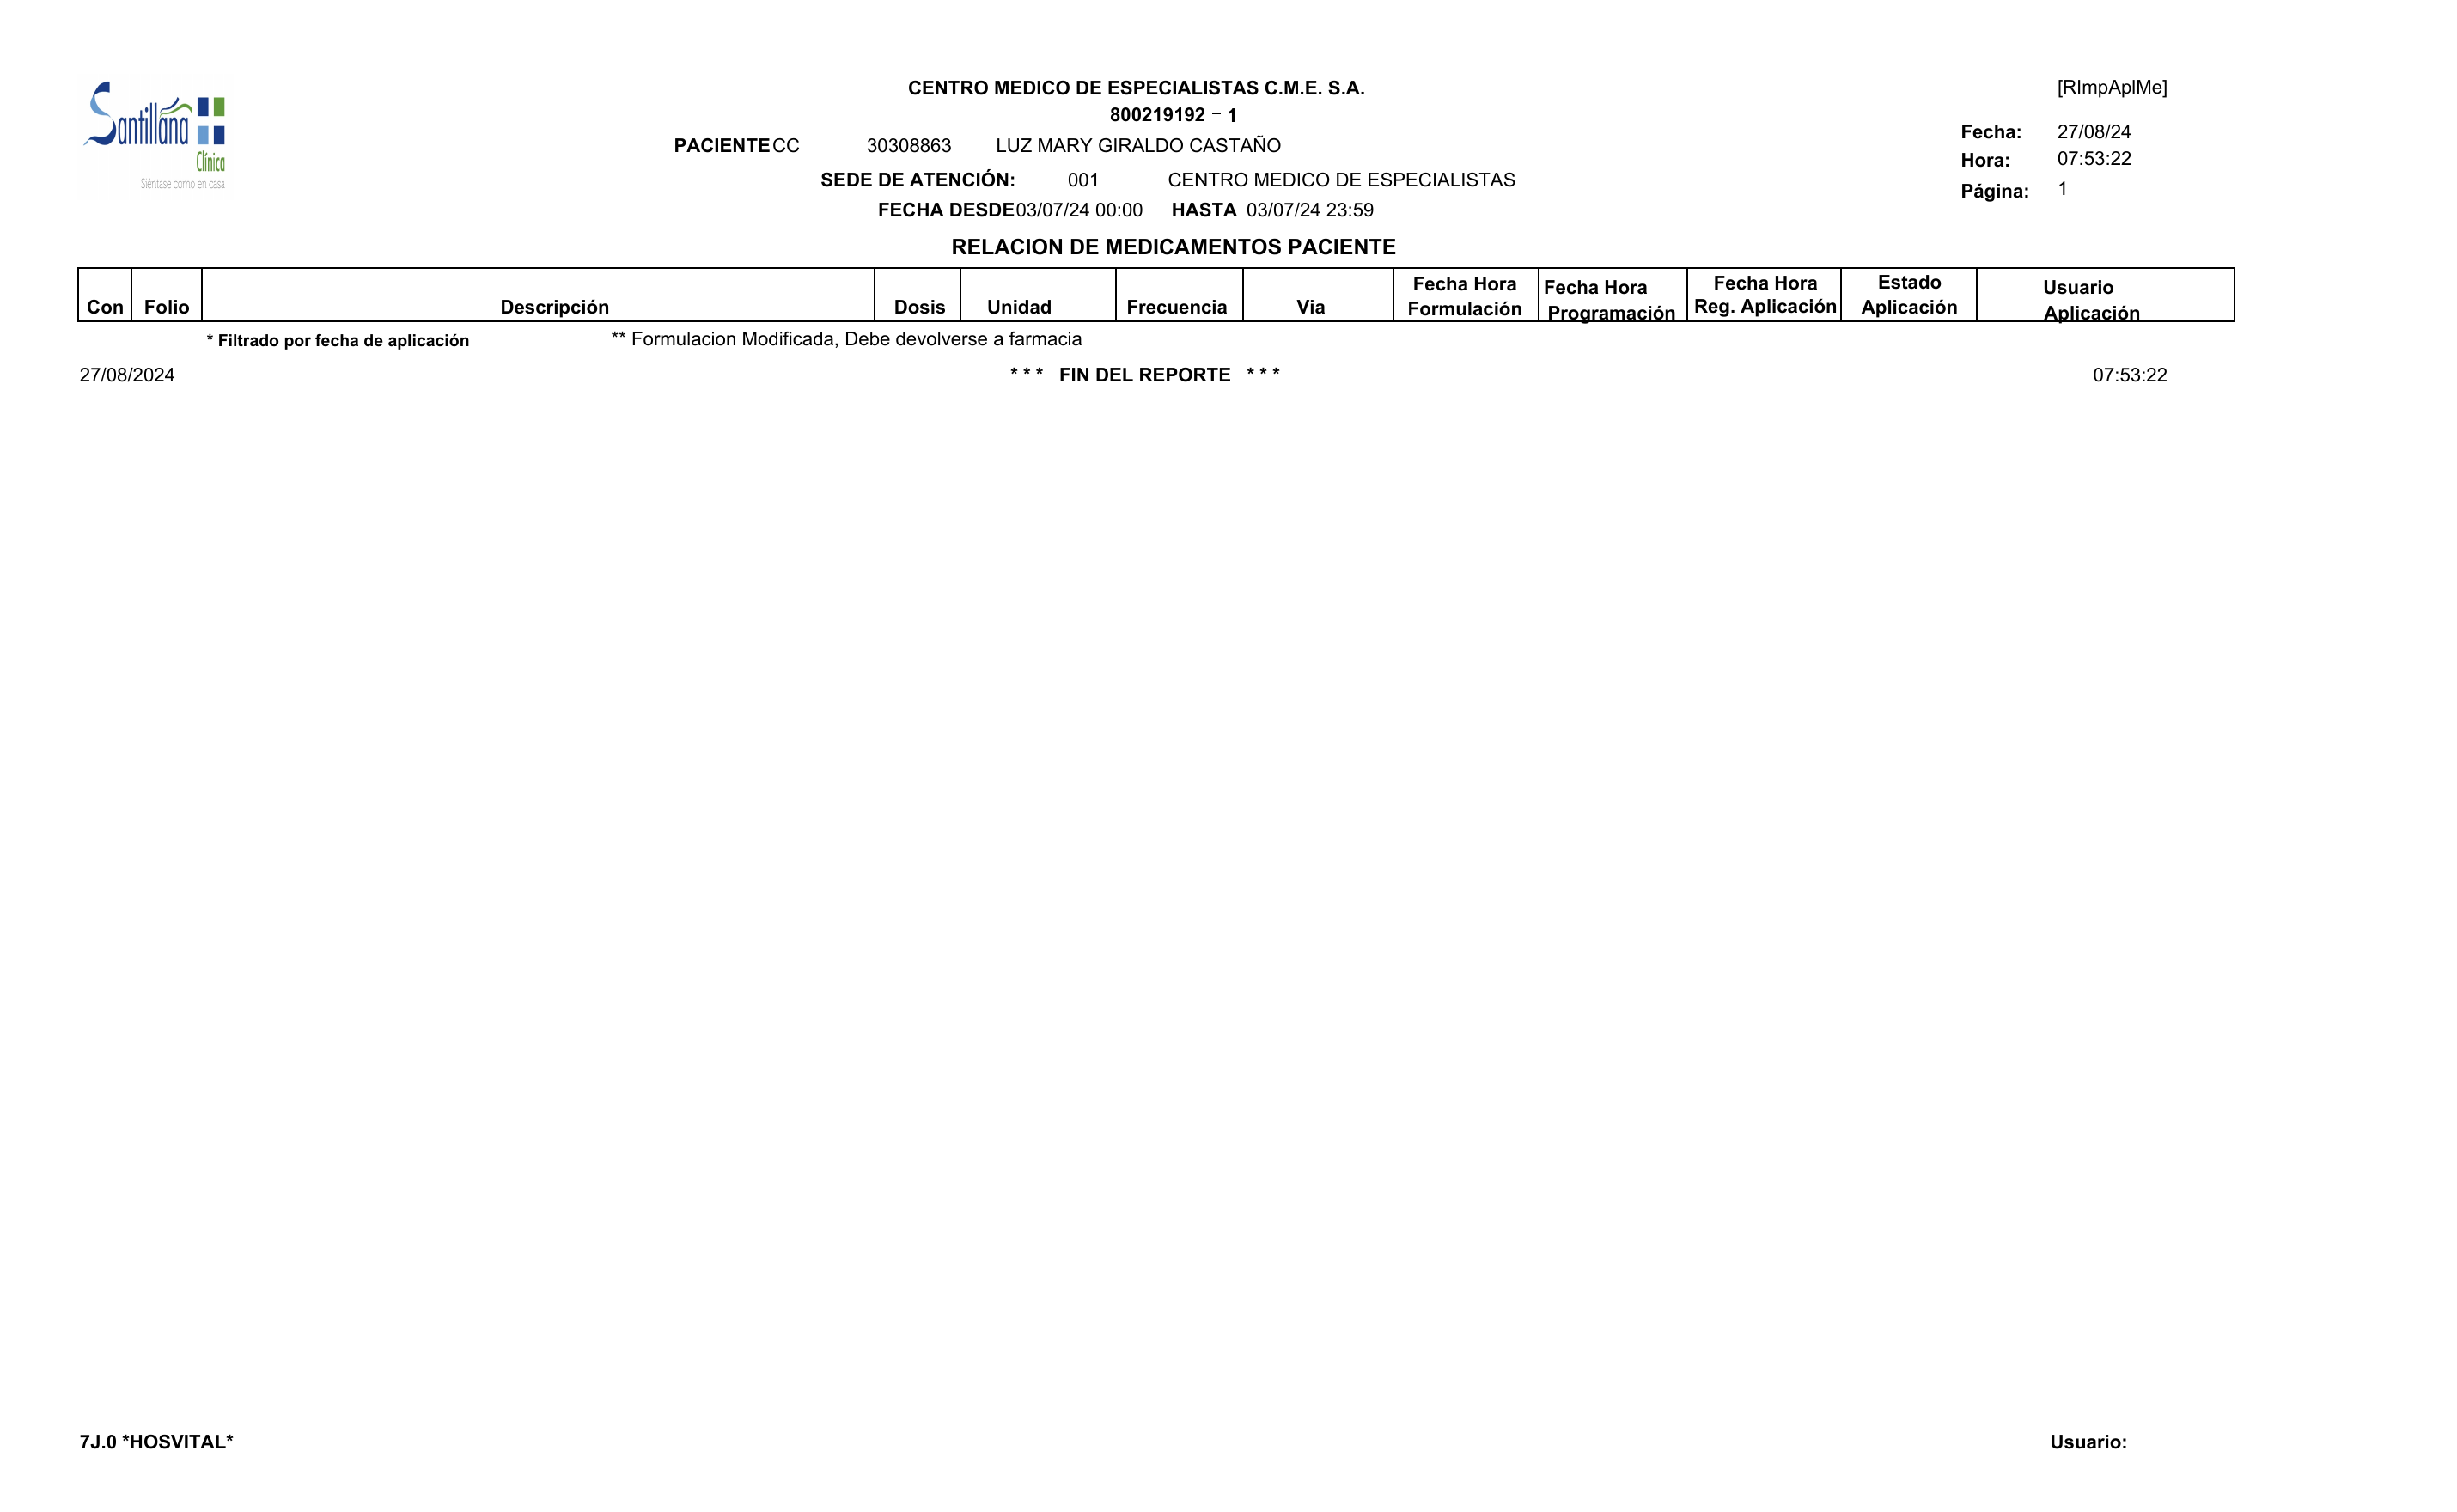 Santillana
Clínica
Siéntase como en casa
CENTRO MEDICO DE ESPECIALISTAS C.M.E. S.A.
[RImpAplMe]
800219192 - 1
Fecha: 27/08/24
PACIENTE CC 30308863 LUZ MARY GIRALDO CASTAÑO
Hora: 07:53:22
SEDE DE ATENCIÓN: 001 CENTRO MEDICO DE ESPECIALISTAS
Página: 1
FECHA DESDE 03/07/24 00:00 HASTA 03/07/24 23:59
RELACION DE MEDICAMENTOS PACIENTE
Con Folio Descripción Dosis Unidad Frecuencia Via Fecha Hora Formulación Fecha Hora Programación Fecha Hora Reg. Aplicación Estado Aplicación Usuario Aplicación
* Filtrado por fecha de aplicación ** Formulacion Modificada, Debe devolverse a farmacia
27/08/2024 * * * FIN DEL REPORTE * * * 07:53:22
7J.0 *HOSVITAL* Usuario: